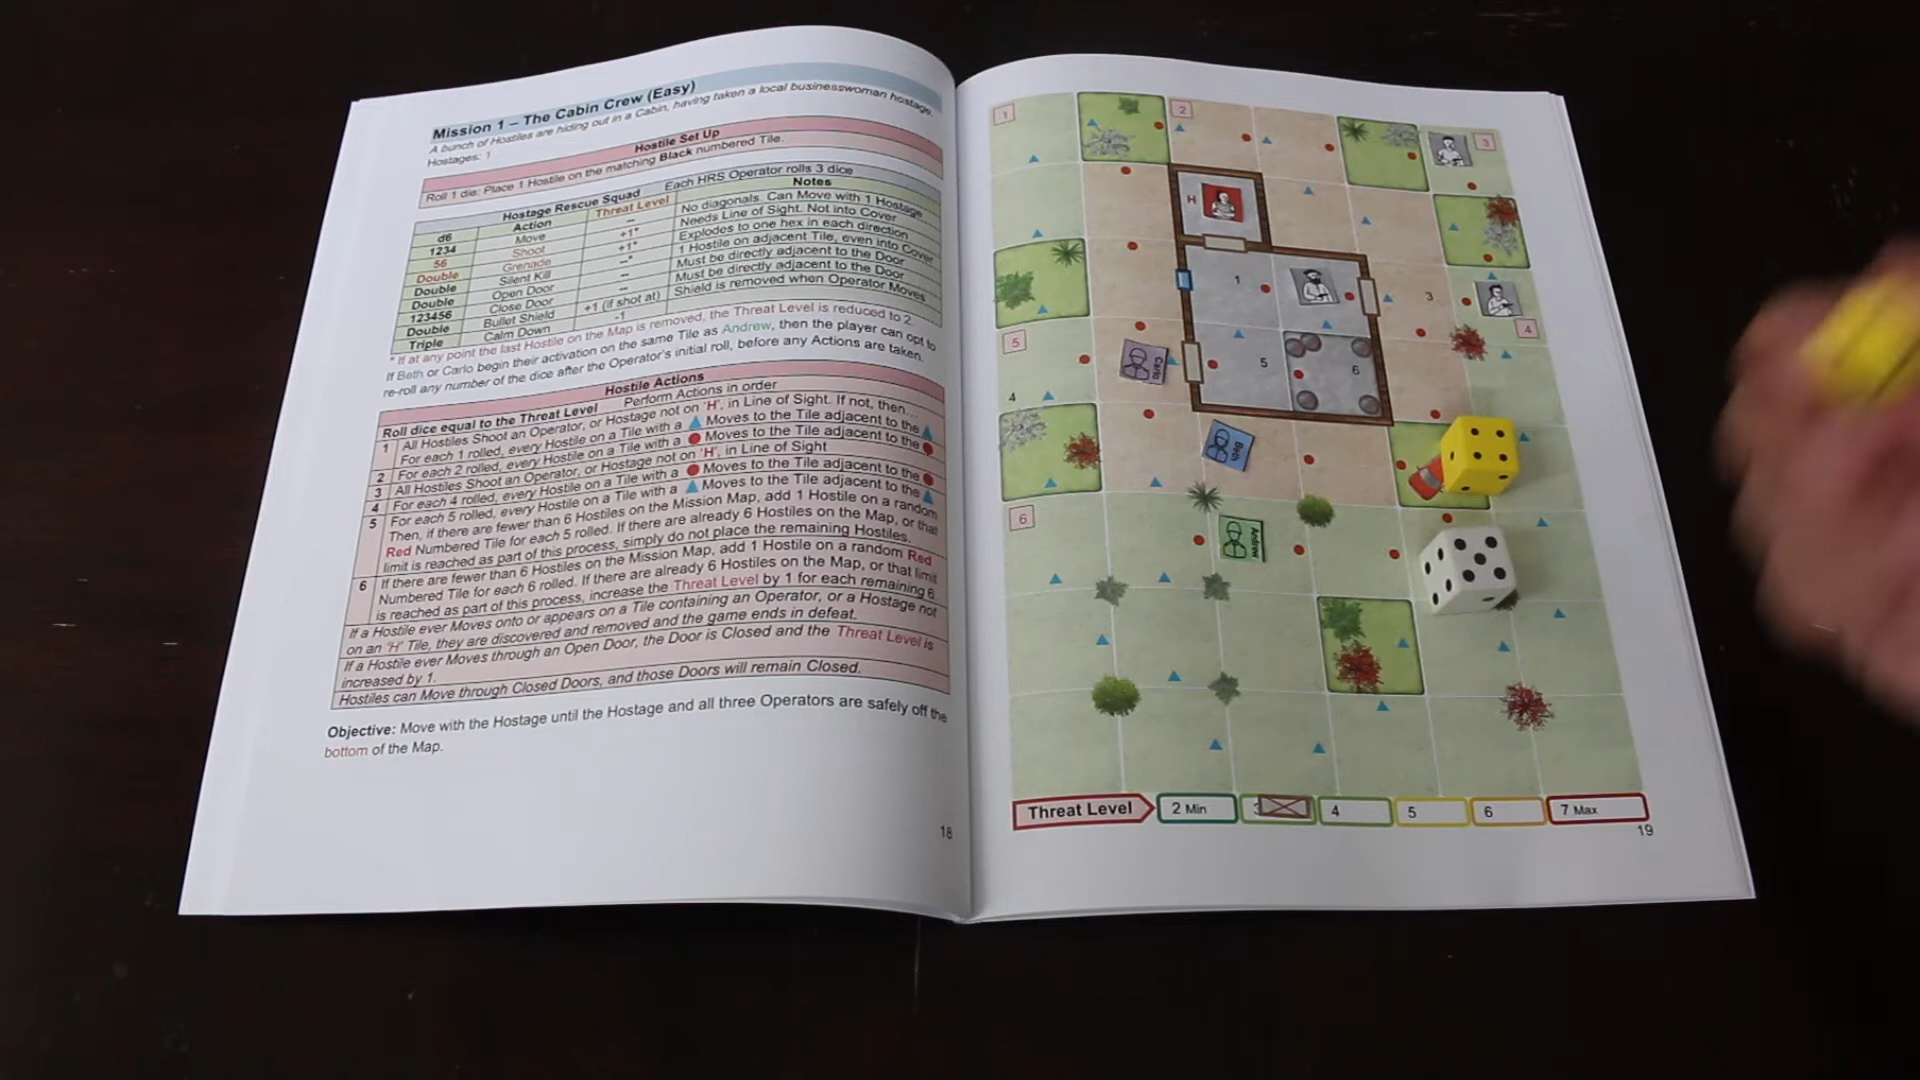 Mission 1 – The Cabin Crew (Easy)
A bunch of Hostiles are hiding out in a Cabin, having taken a local businesswoman hostage.
Hostages: 1
Hostile Set Up
Roll 1 die: Place 1 Hostile on the matching Black numbered Tile.
Hostage Rescue Squad Each HRS Operator rolls 3 dice
d6 Action Threat Level Notes
1234 Move -- No diagonals. Can Move with 1 Hostage
56 Shoot +1* Needs Line of Sight. Not into Cover
Double Grenade +1* Explodes to one hex in each direction
Double Silent Kill --* 1 Hostile on adjacent Tile, even into Cover
Double Open Door -- Must be directly adjacent to the Door
123456 Close Door -- Must be directly adjacent to the Door
Double Bullet Shield +1 (if shot at) Shield is removed when Operator Moves
Triple Calm Down -1
* If at any point the last Hostile on the Map is removed, the Threat Level is reduced to 2.
If Beth or Carlo begin their activation on the same Tile as Andrew, then the player can opt to
re-roll any number of the dice after the Operator's initial roll, before any Actions are taken.
Hostile Actions
Roll dice equal to the Threat Level Perform Actions in order
1 All Hostiles Shoot an Operator, or Hostage not on 'H', in Line of Sight. If not, then…
For each 1 rolled, every Hostile on a Tile with a ▲ Moves to the Tile adjacent to the ▲
2 For each 2 rolled, every Hostile on a Tile with a ● Moves to the Tile adjacent to the ●
3 All Hostiles Shoot an Operator, or Hostage not on 'H', in Line of Sight
4 For each 4 rolled, every Hostile on a Tile with a ● Moves to the Tile adjacent to the ●
5 For each 5 rolled, every Hostile on a Tile with a ▲ Moves to the Tile adjacent to the ▲
Then, if there are fewer than 6 Hostiles on the Mission Map, add 1 Hostile on a random
Red Numbered Tile for each 5 rolled. If there are already 6 Hostiles on the Map, or that
limit is reached as part of this process, simply do not place the remaining Hostiles.
6 If there are fewer than 6 Hostiles on the Mission Map, add 1 Hostile on a random Red
Numbered Tile for each 6 rolled. If there are already 6 Hostiles on the Map, or that limit
is reached as part of this process, increase the Threat Level by 1 for each remaining 6.
If a Hostile ever Moves onto or appears on a Tile containing an Operator, or a Hostage not
on an 'H' Tile, they are discovered and removed and the game ends in defeat.
If a Hostile ever Moves through an Open Door, the Door is Closed and the Threat Level is
increased by 1.
Hostiles can Move through Closed Doors, and those Doors will remain Closed.
Objective: Move with the Hostage until the Hostage and all three Operators are safely off the
bottom of the Map.
18
1
2
3
H
1
3
4
5
Carlo
5
6
4
Beth
6
Andrew
Threat Level
2 Min
3
4
5
6
7 Max
19